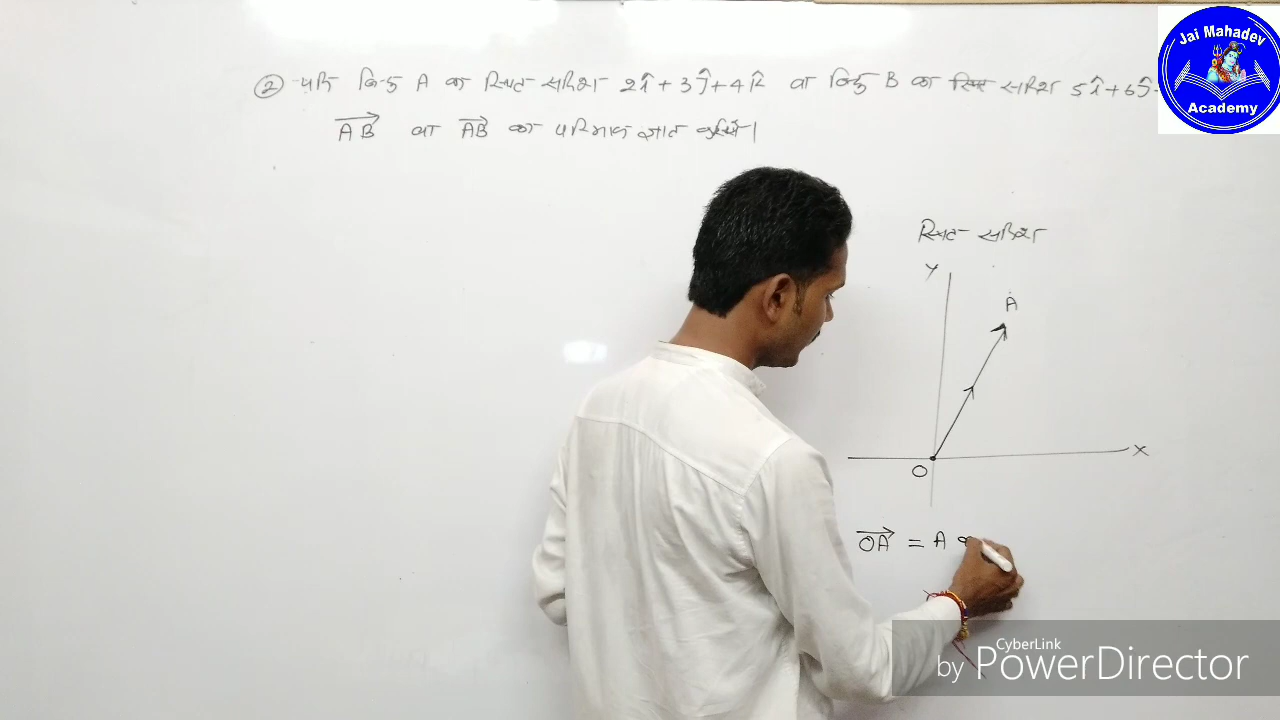 ② यदि बिन्दु A का स्थित सदिश 2î + 3ĵ + 4k̂ वा बिन्दु B का स्थित सदिश 5î + 6ĵ
AB वा AB का परिमाण ज्ञात कीजिये।
स्थित सदिश
Y
A
X
O
OA = A
Jai Mahadev
Academy
CyberLink
by PowerDirector